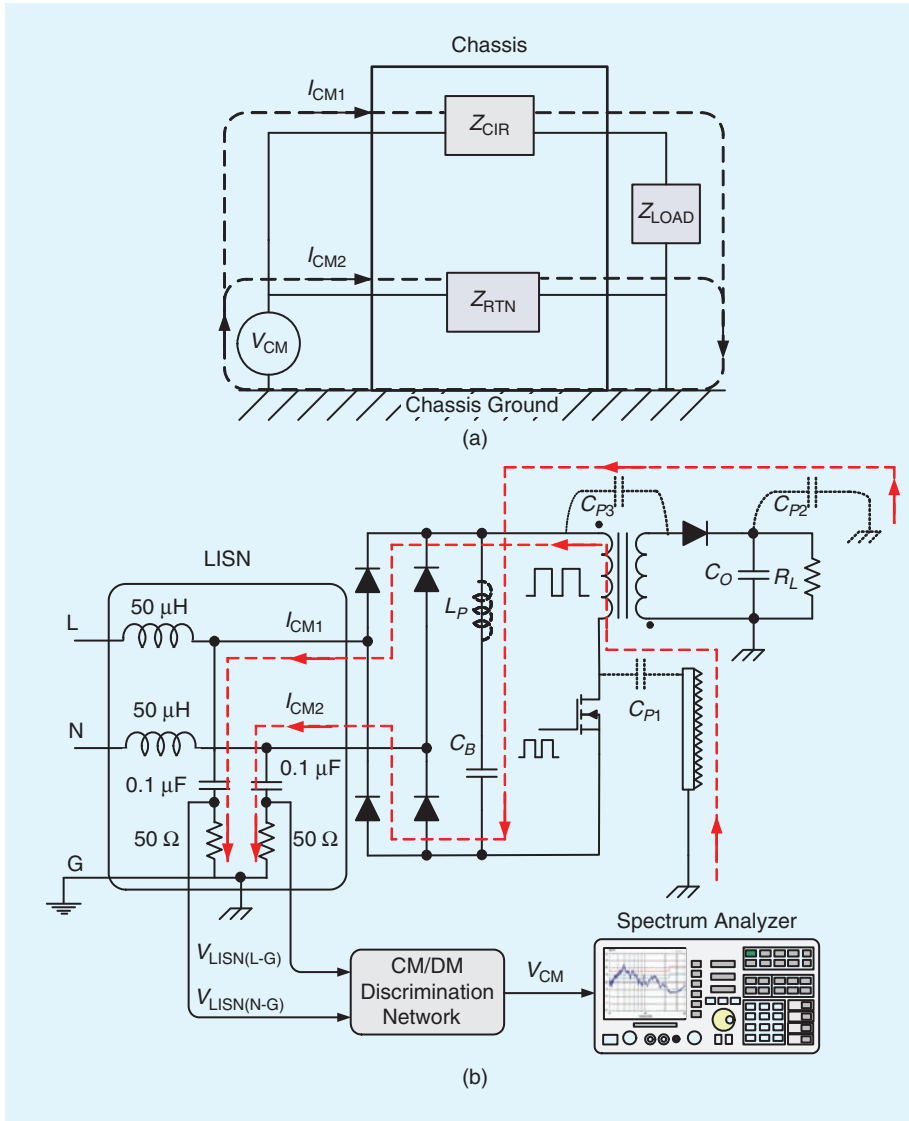 Chassis
I_CM1
Z_CIR
Z_LOAD
I_CM2
Z_RTN
V_CM
Chassis Ground
(a)
C_P3
C_P2
LISN
50 μH
L
I_CM1
L_P
C_O
R_L
50 μH
I_CM2
N
C_B
C_P1
0.1 μF
0.1 μF
50 Ω
50 Ω
G
Spectrum Analyzer
V_LISN(L-G)
V_LISN(N-G)
CM/DM
Discrimination
Network
V_CM
(b)